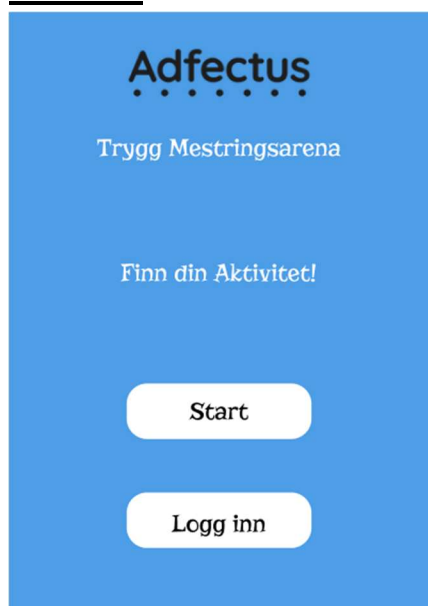 Adfectus
Trygg Mestringsarena
Finn din Aktivitet!
Start
Logg inn